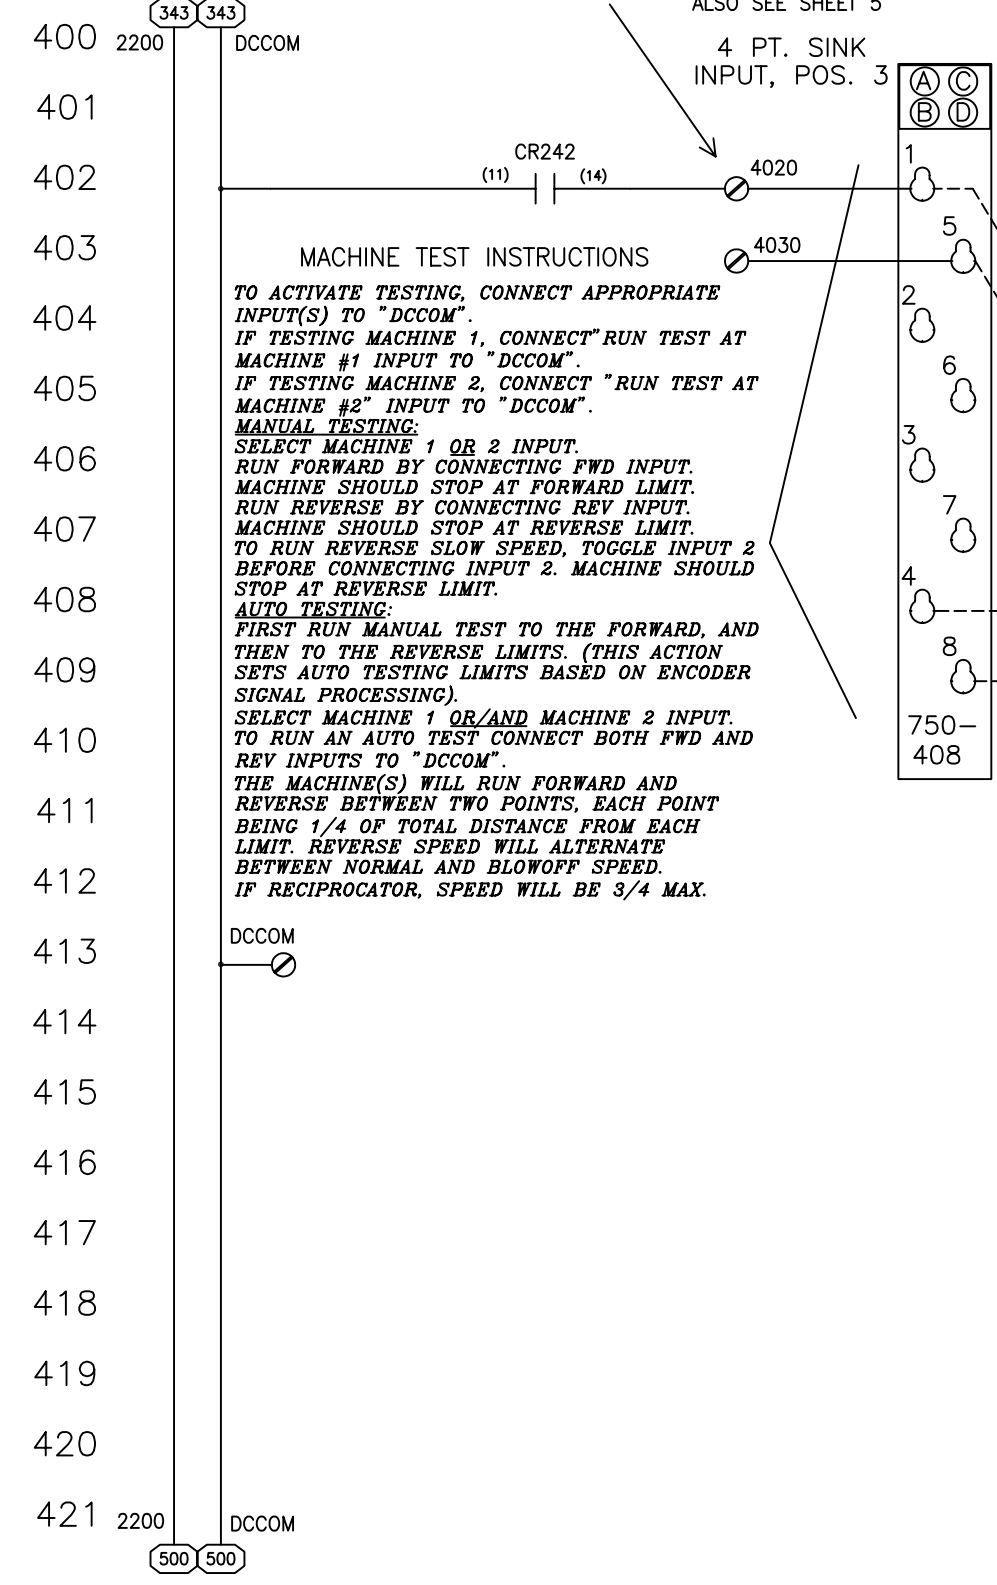 ALSO SEE SHEET 5
343 343
400 2200 DCCOM
4 PT. SINK
INPUT, POS. 3
A C
B D
401
CR242
402 (11) (14) 4020 1
403 4030 5
MACHINE TEST INSTRUCTIONS
TO ACTIVATE TESTING, CONNECT APPROPRIATE
INPUT(S) TO "DCCOM".
IF TESTING MACHINE 1, CONNECT"RUN TEST AT
MACHINE #1 INPUT TO "DCCOM".
IF TESTING MACHINE 2, CONNECT "RUN TEST AT
MACHINE #2" INPUT TO "DCCOM".
MANUAL TESTING:
SELECT MACHINE 1 OR 2 INPUT.
RUN FORWARD BY CONNECTING FWD INPUT.
MACHINE SHOULD STOP AT FORWARD LIMIT.
RUN REVERSE BY CONNECTING REV INPUT.
MACHINE SHOULD STOP AT REVERSE LIMIT.
TO RUN REVERSE SLOW SPEED, TOGGLE INPUT 2
BEFORE CONNECTING INPUT 2. MACHINE SHOULD
STOP AT REVERSE LIMIT.
AUTO TESTING:
FIRST RUN MANUAL TEST TO THE FORWARD, AND
THEN TO THE REVERSE LIMITS. (THIS ACTION
SETS AUTO TESTING LIMITS BASED ON ENCODER
SIGNAL PROCESSING).
SELECT MACHINE 1 OR/AND MACHINE 2 INPUT.
TO RUN AN AUTO TEST CONNECT BOTH FWD AND
REV INPUTS TO "DCCOM".
THE MACHINE(S) WILL RUN FORWARD AND
REVERSE BETWEEN TWO POINTS, EACH POINT
BEING 1/4 OF TOTAL DISTANCE FROM EACH
LIMIT. REVERSE SPEED WILL ALTERNATE
BETWEEN NORMAL AND BLOWOFF SPEED.
IF RECIPROCATOR, SPEED WILL BE 3/4 MAX.
404 2
405 6
406 3
407 7
408 4
409 8
410 750-
408
411
412
413 DCCOM
414
415
416
417
418
419
420
421 2200 DCCOM
500 500